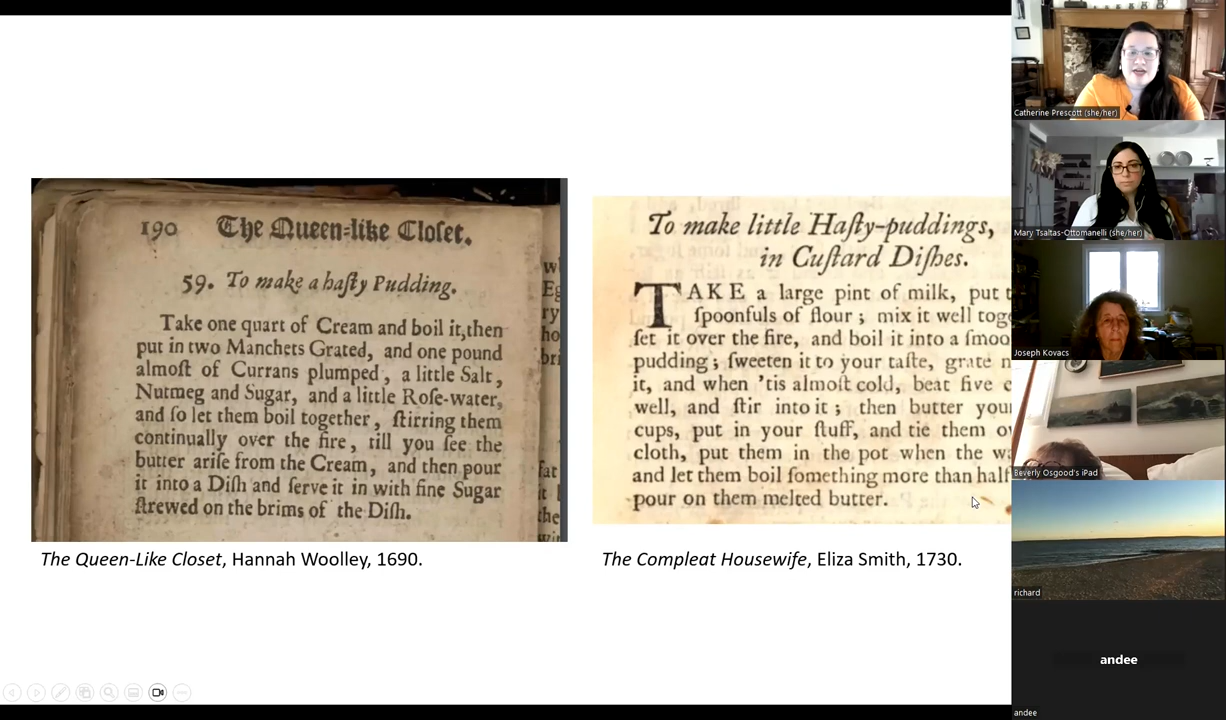 190 The Queen-like Closet.
59. To make a hasty Pudding.
Take one quart of Cream and boil it, then
put in two Manchets Grated, and one pound
almost of Currans plumped, a little Salt,
Nutmeg and Sugar, and a little Rose-water,
and so let them boil together, stirring them
continually over the fire, till you see the
butter arise from the Cream, and then pour
it into a Dish and serve it in with fine Sugar
strewed on the brims of the Dish.
The Queen-Like Closet, Hannah Woolley, 1690.
To make little Hasty-puddings,
in Custard Dishes.
TAKE a large pint of milk, put
spoonfuls of flour; mix it well
set it over the fire, and boil it into a
pudding; sweeten it to your taste, grate
it, and when 'tis almost cold, beat five
well, and stir into it; then butter
cups, put in your stuff, and tie them
cloth, put them in the pot when the
and let them boil something more than half
pour on them melted butter.
The Compleat Housewife, Eliza Smith, 1730.
Catherine Prescott (she/her)
Mary Tsaltas-Ottomanelli (she/her)
Joseph Kovacs
Beverly Osgood's iPad
richard
andee
andee